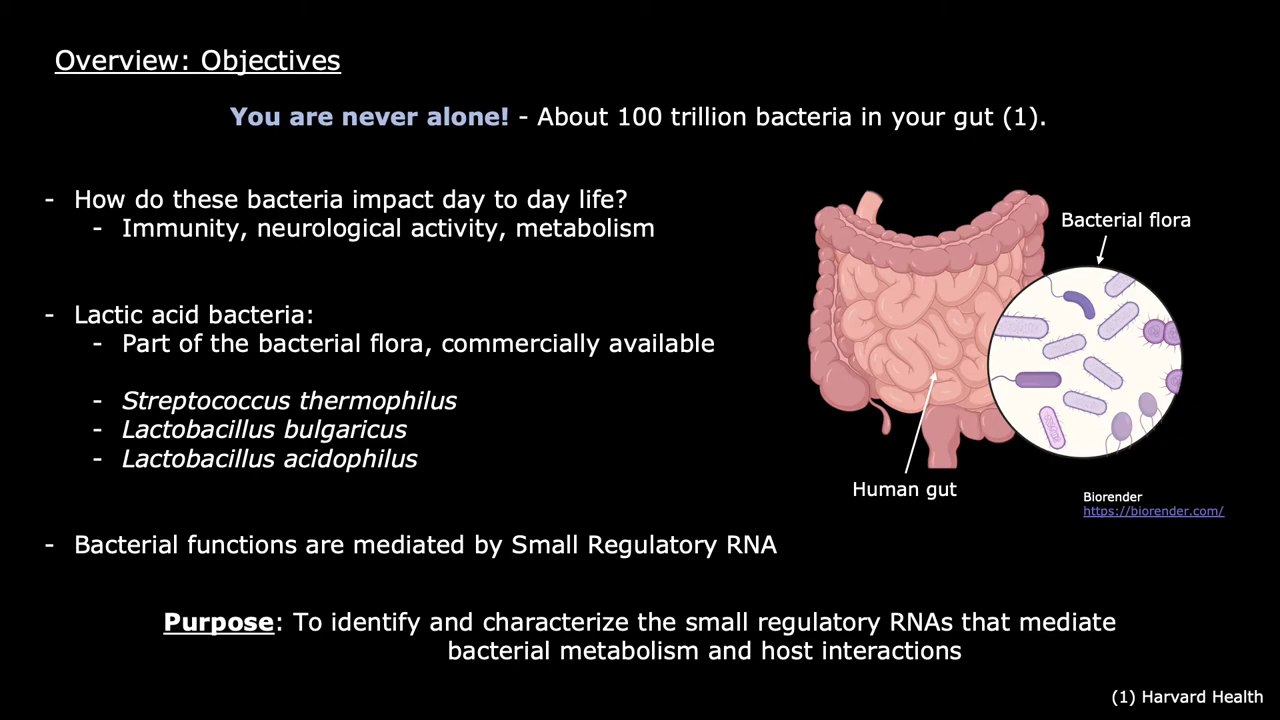 Overview: Objectives
You are never alone! - About 100 trillion bacteria in your gut (1).
- How do these bacteria impact day to day life?
- Immunity, neurological activity, metabolism
- Lactic acid bacteria:
- Part of the bacterial flora, commercially available
- Streptococcus thermophilus
- Lactobacillus bulgaricus
- Lactobacillus acidophilus
- Bacterial functions are mediated by Small Regulatory RNA
Bacterial flora
Human gut
Biorender
https://biorender.com/
Purpose: To identify and characterize the small regulatory RNAs that mediate
bacterial metabolism and host interactions
(1) Harvard Health